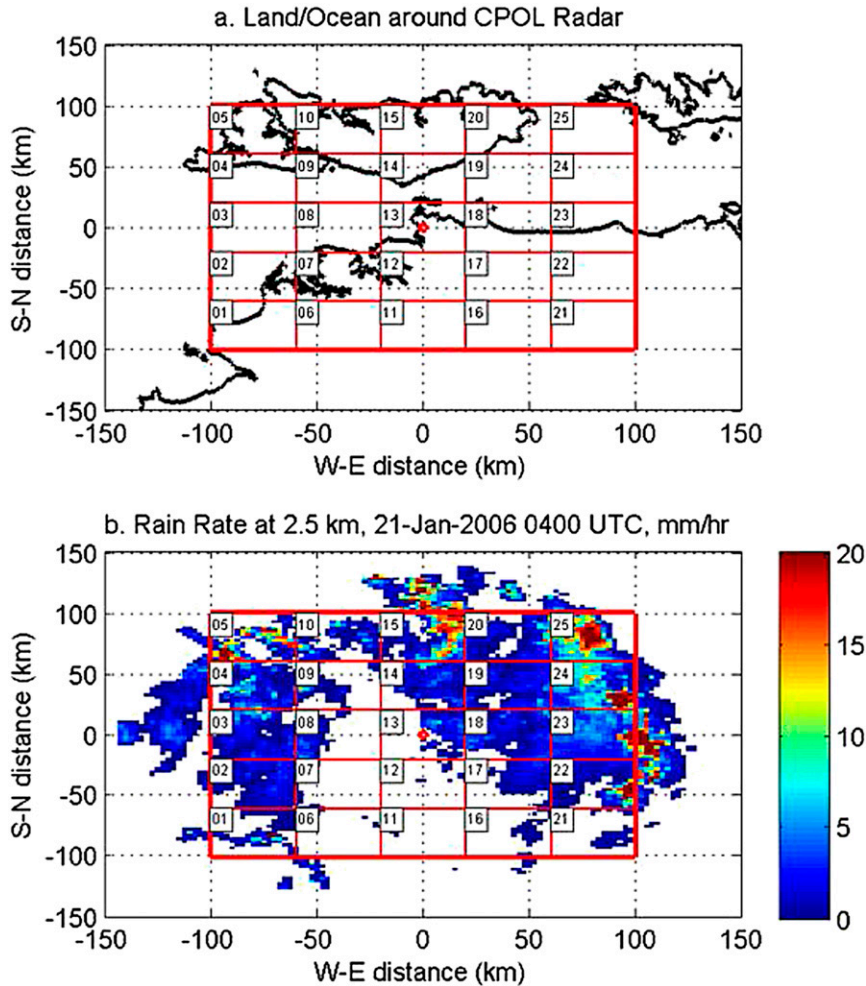 a. Land/Ocean around CPOL Radar
150
100
50
0
-50
-100
-150
S-N distance (km)
05 10 15 20 25
04 09 14 19 24
03 08 13 18 23
02 07 12 17 22
01 06 11 16 21
-150 -100 -50 0 50 100 150
W-E distance (km)
b. Rain Rate at 2.5 km, 21-Jan-2006 0400 UTC, mm/hr
150
100
50
0
-50
-100
-150
S-N distance (km)
05 10 15 20 25
04 09 14 19 24
03 08 13 18 23
02 07 12 17 22
01 06 11 16 21
-150 -100 -50 0 50 100 150
W-E distance (km)
20
15
10
5
0